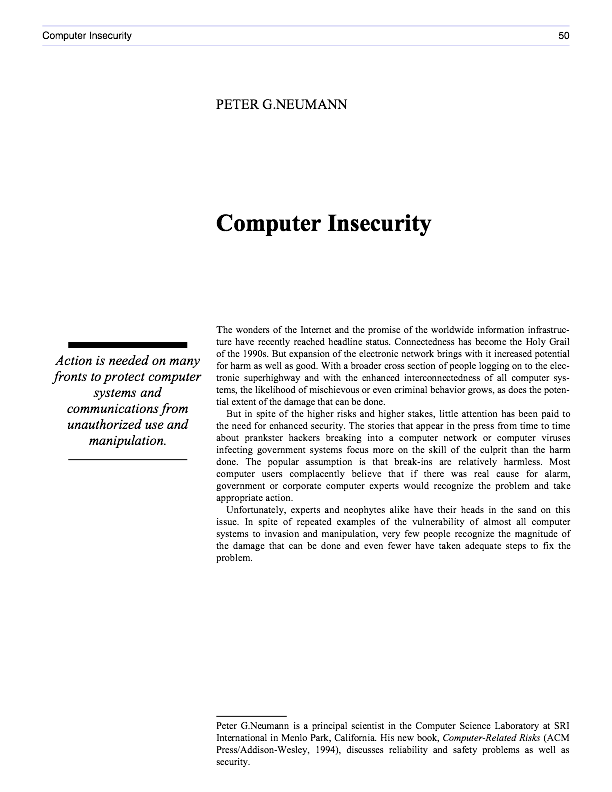 Computer Insecurity 50
PETER G.NEUMANN
Computer Insecurity
Action is needed on many
fronts to protect computer
systems and
communications from
unauthorized use and
manipulation.
The wonders of the Internet and the promise of the worldwide information infrastruc-
ture have recently reached headline status. Connectedness has become the Holy Grail
of the 1990s. But expansion of the electronic network brings with it increased potential
for harm as well as good. With a broader cross section of people logging on to the elec-
tronic superhighway and with the enhanced interconnectedness of all computer sys-
tems, the likelihood of mischievous or even criminal behavior grows, as does the poten-
tial extent of the damage that can be done.
But in spite of the higher risks and higher stakes, little attention has been paid to
the need for enhanced security. The stories that appear in the press from time to time
about prankster hackers breaking into a computer network or computer viruses
infecting government systems focus more on the skill of the culprit than the harm
done. The popular assumption is that break-ins are relatively harmless. Most
computer users complacently believe that if there was real cause for alarm,
government or corporate computer experts would recognize the problem and take
appropriate action.
Unfortunately, experts and neophytes alike have their heads in the sand on this
issue. In spite of repeated examples of the vulnerability of almost all computer
systems to invasion and manipulation, very few people recognize the magnitude of
the damage that can be done and even fewer have taken adequate steps to fix the
problem.
Peter G.Neumann is a principal scientist in the Computer Science Laboratory at SRI
International in Menlo Park, California. His new book, Computer-Related Risks (ACM
Press/Addison-Wesley, 1994), discusses reliability and safety problems as well as
security.